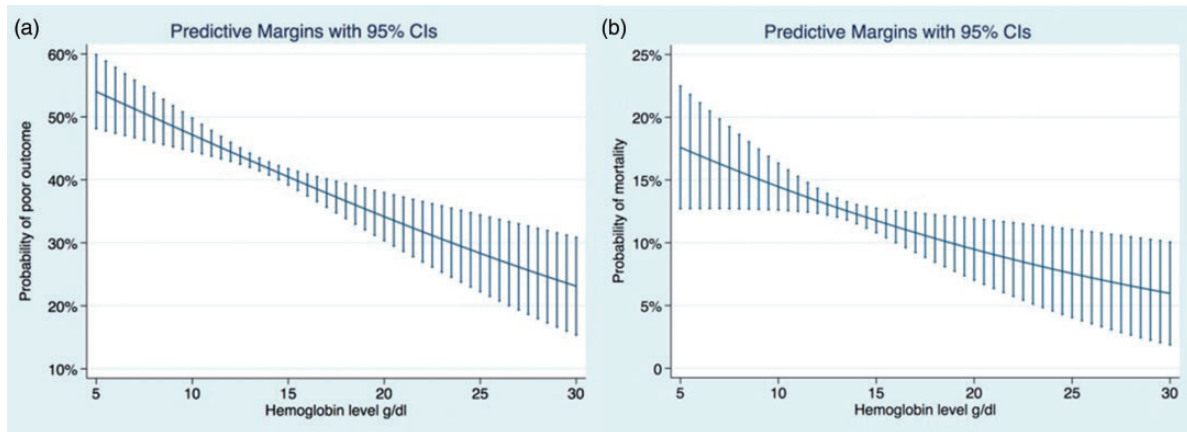 (a)
Predictive Margins with 95% CIs
60%
50%
40%
30%
20%
10%
Probability of poor outcome
5 10 15 20 25 30
Hemoglobin level g/dl
(b)
Predictive Margins with 95% CIs
25%
20%
15%
10%
5%
0
Probability of mortality
5 10 15 20 25 30
Hemoglobin level g/dl